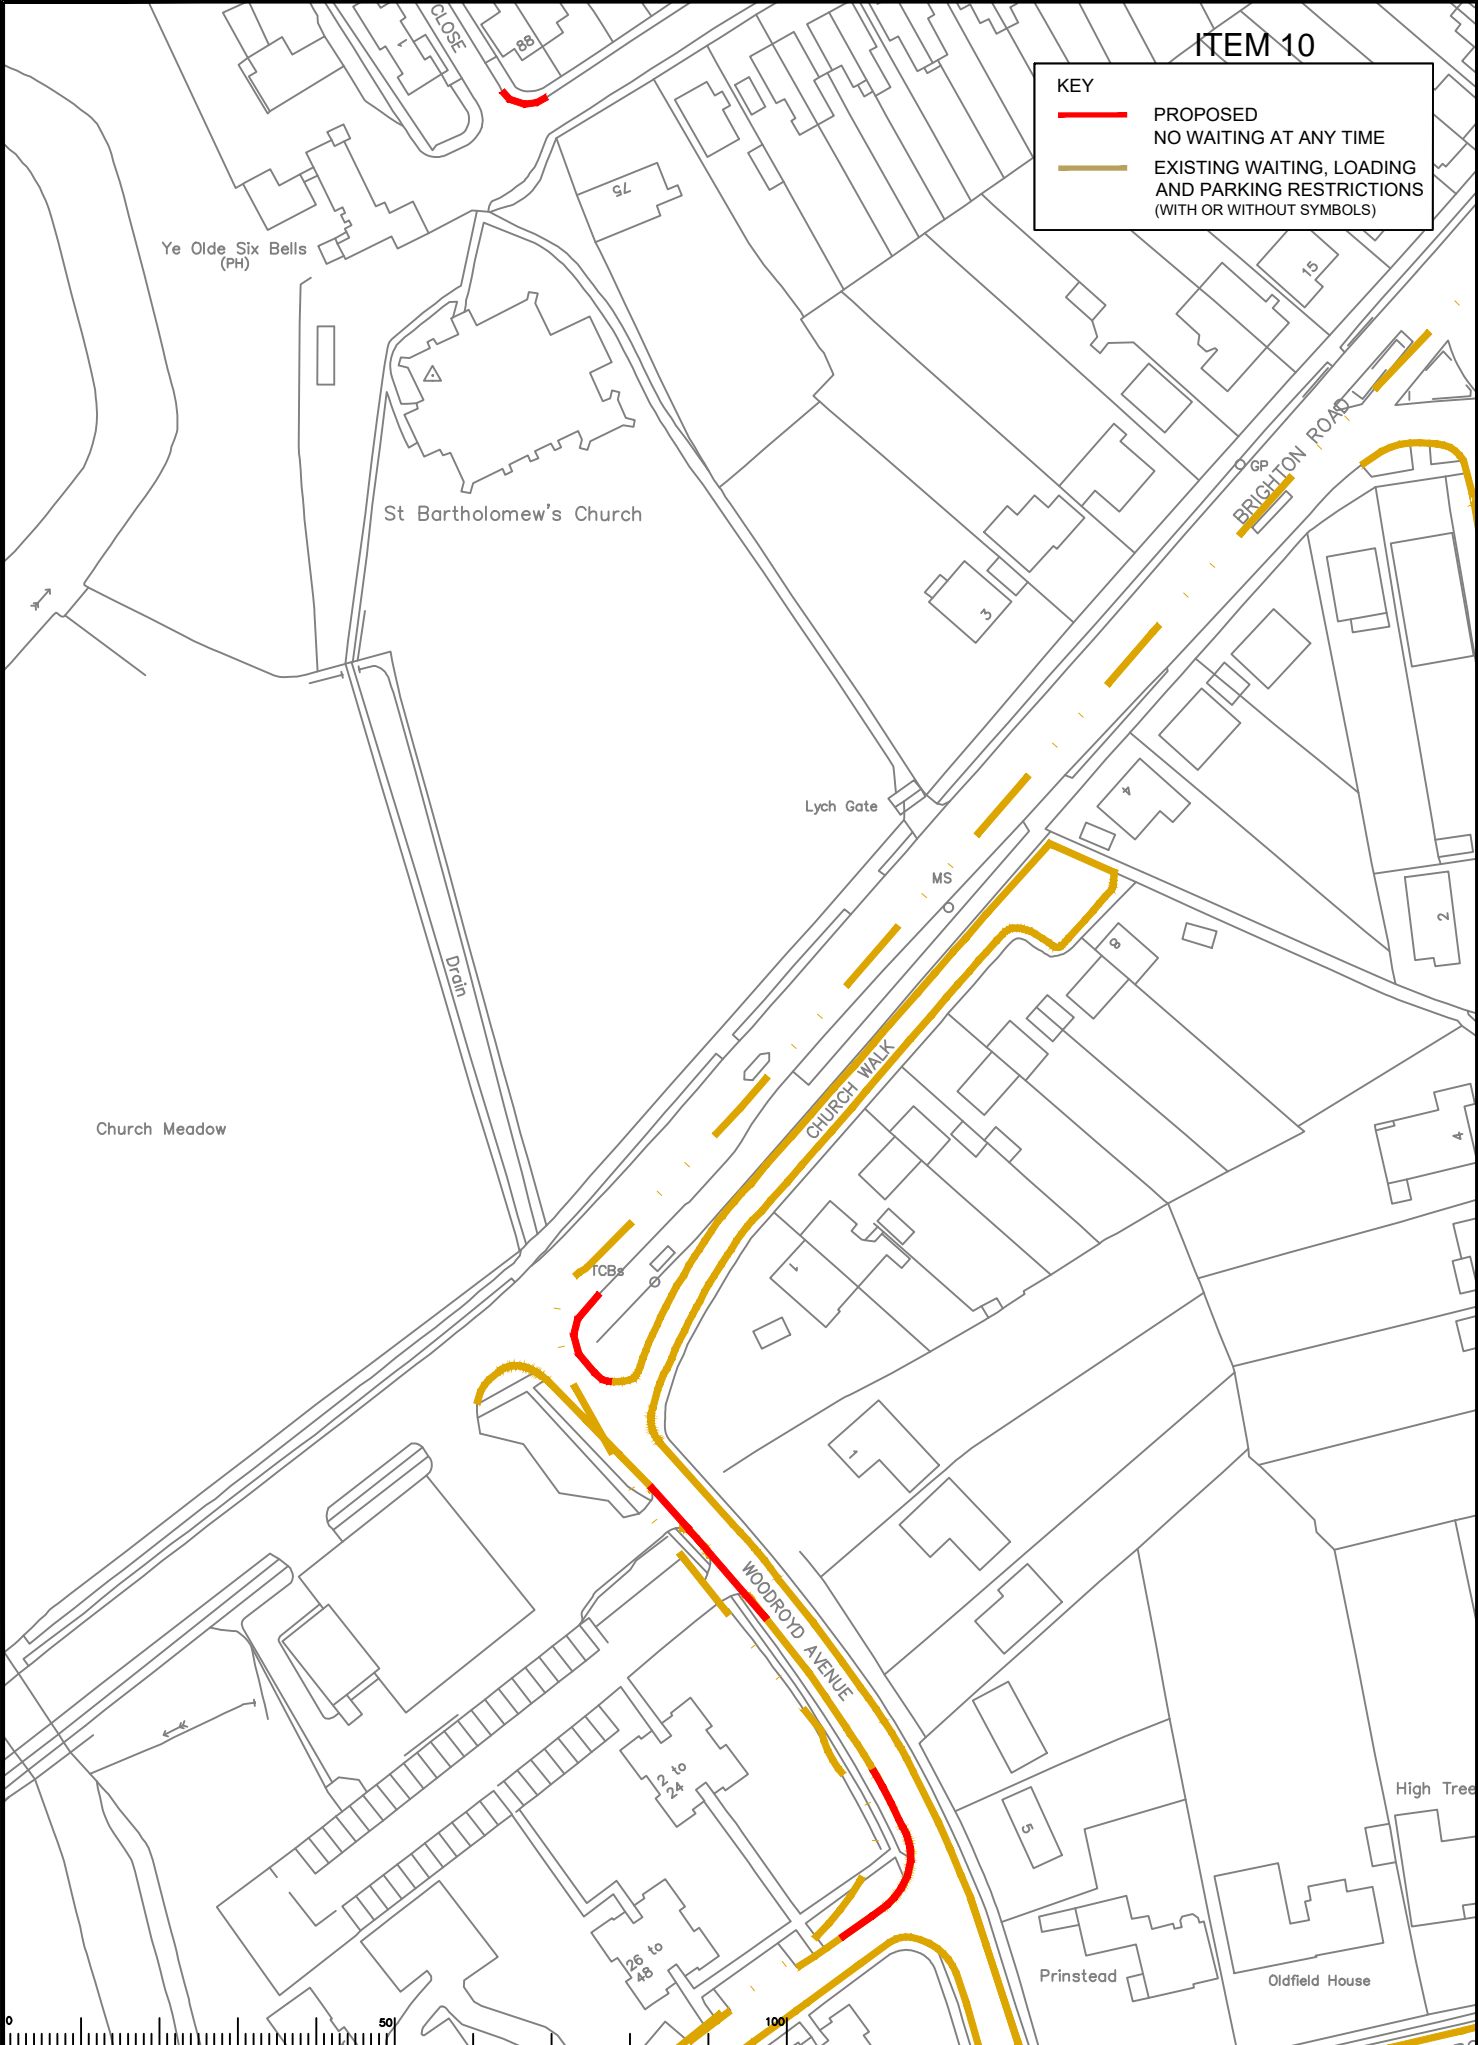 ITEM 10
KEY
PROPOSED
NO WAITING AT ANY TIME
EXISTING WAITING, LOADING
AND PARKING RESTRICTIONS
(WITH OR WITHOUT SYMBOLS)
CLOSE
1
88
75
Ye Olde Six Bells
(PH)
15
BRIGHTON ROAD
GP
St Bartholomew's Church
3
Lych Gate
4
MS
8
2
Drain
CHURCH WALK
Church Meadow
4
TCBs
1
1
WOODROYD AVENUE
2 to
24
High Tree
5
26 to
48
Prinstead
Oldfield House
0
50
100